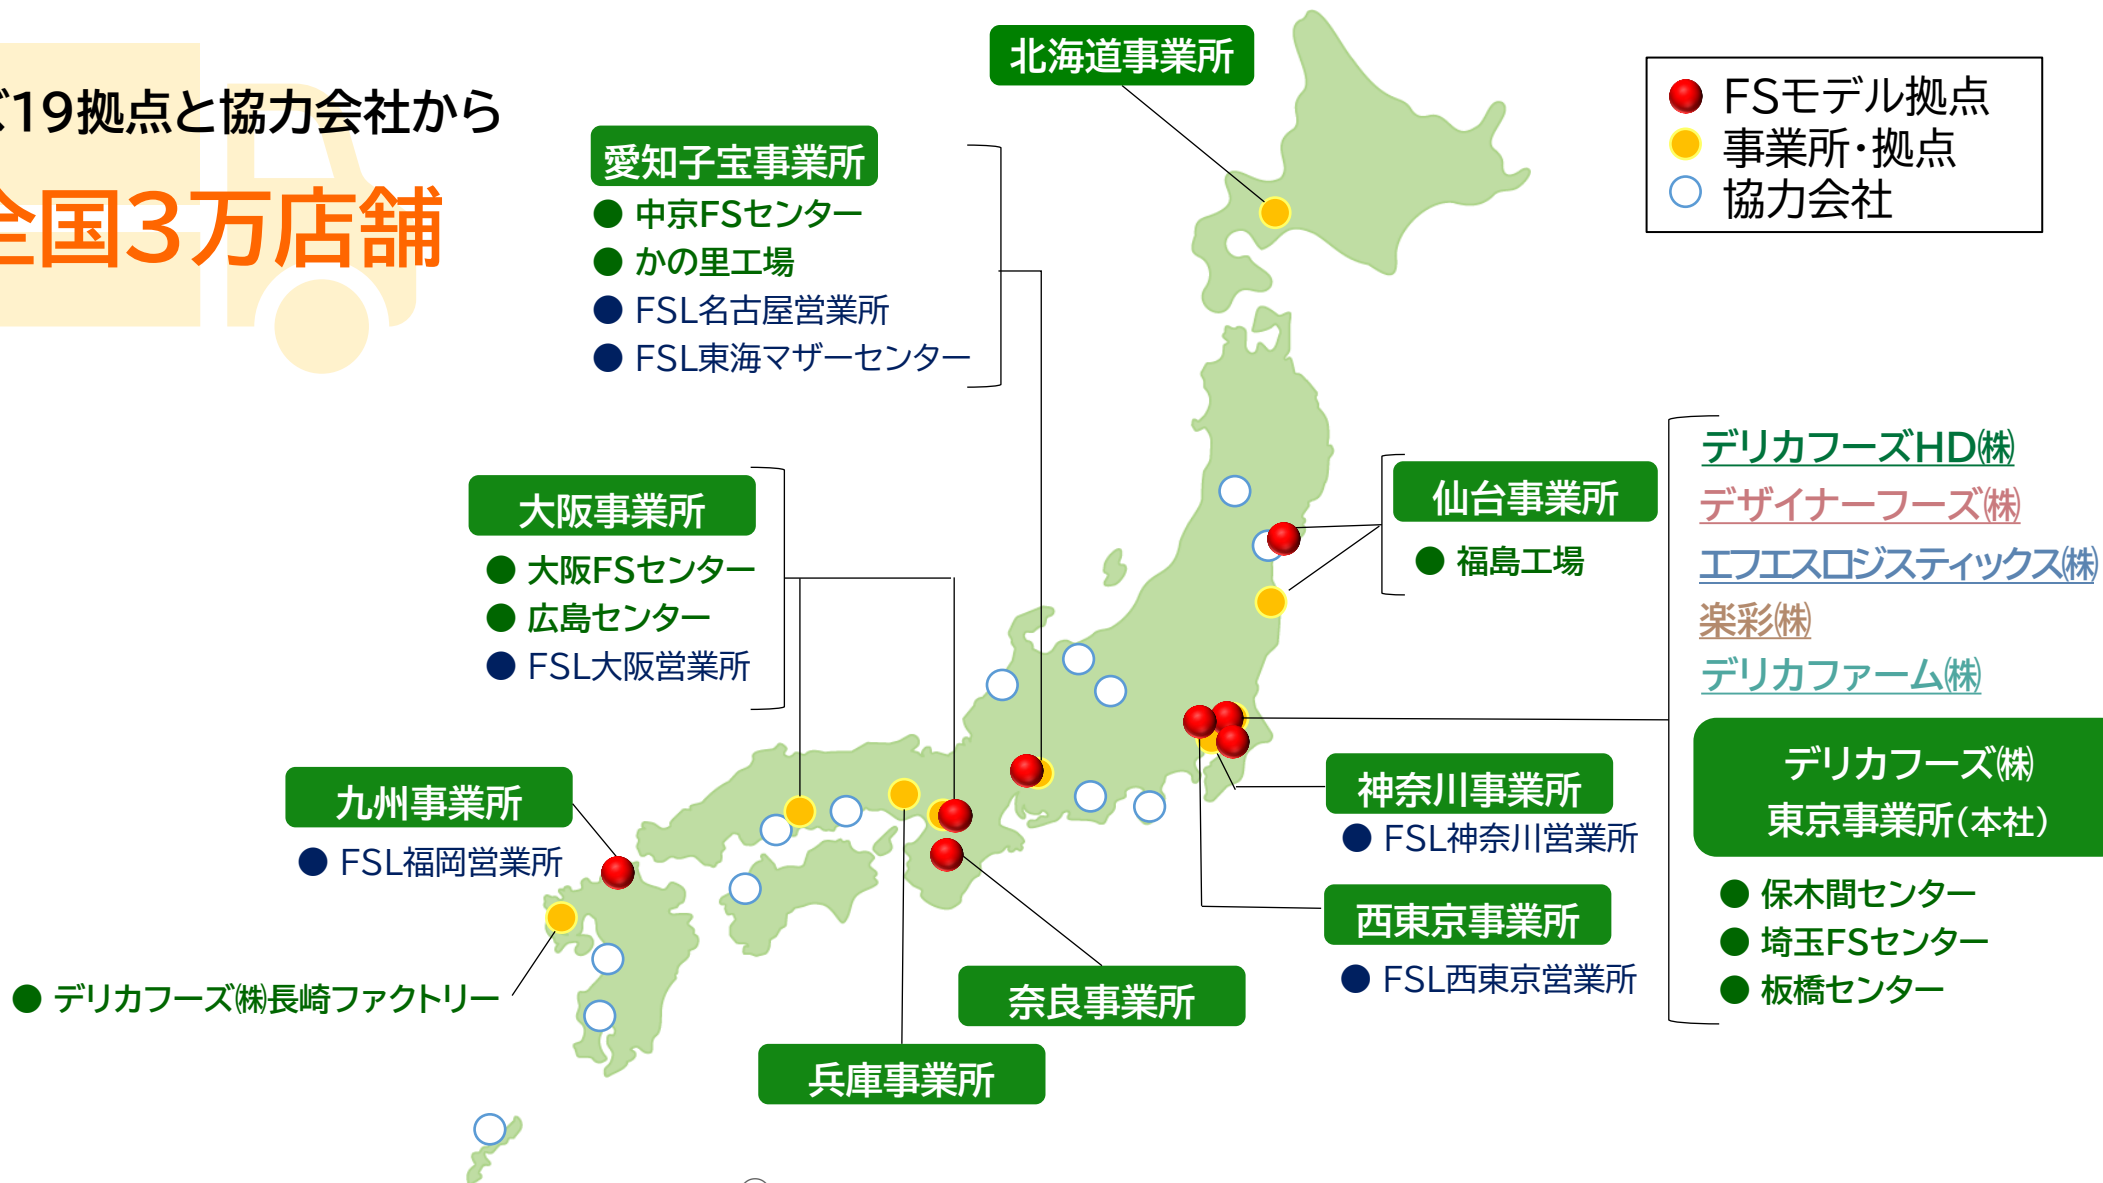 ズ19拠点と協力会社から
全国3万店舗
北海道事業所
FSモデル拠点
事業所・拠点
協力会社
愛知子宝事業所
● 中京FSセンター
● かの里工場
● FSL名古屋営業所
● FSL東海マザーセンター
大阪事業所
● 大阪FSセンター
● 広島センター
● FSL大阪営業所
仙台事業所
● 福島工場
デリカフーズHD㈱
デザイナーフーズ㈱
エフエスロジスティックス㈱
楽彩㈱
デリカファーム㈱
デリカフーズ㈱
東京事業所(本社)
● 保木間センター
● 埼玉FSセンター
● 板橋センター
九州事業所
● FSL福岡営業所
● デリカフーズ㈱長崎ファクトリー
神奈川事業所
● FSL神奈川営業所
西東京事業所
● FSL西東京営業所
奈良事業所
兵庫事業所